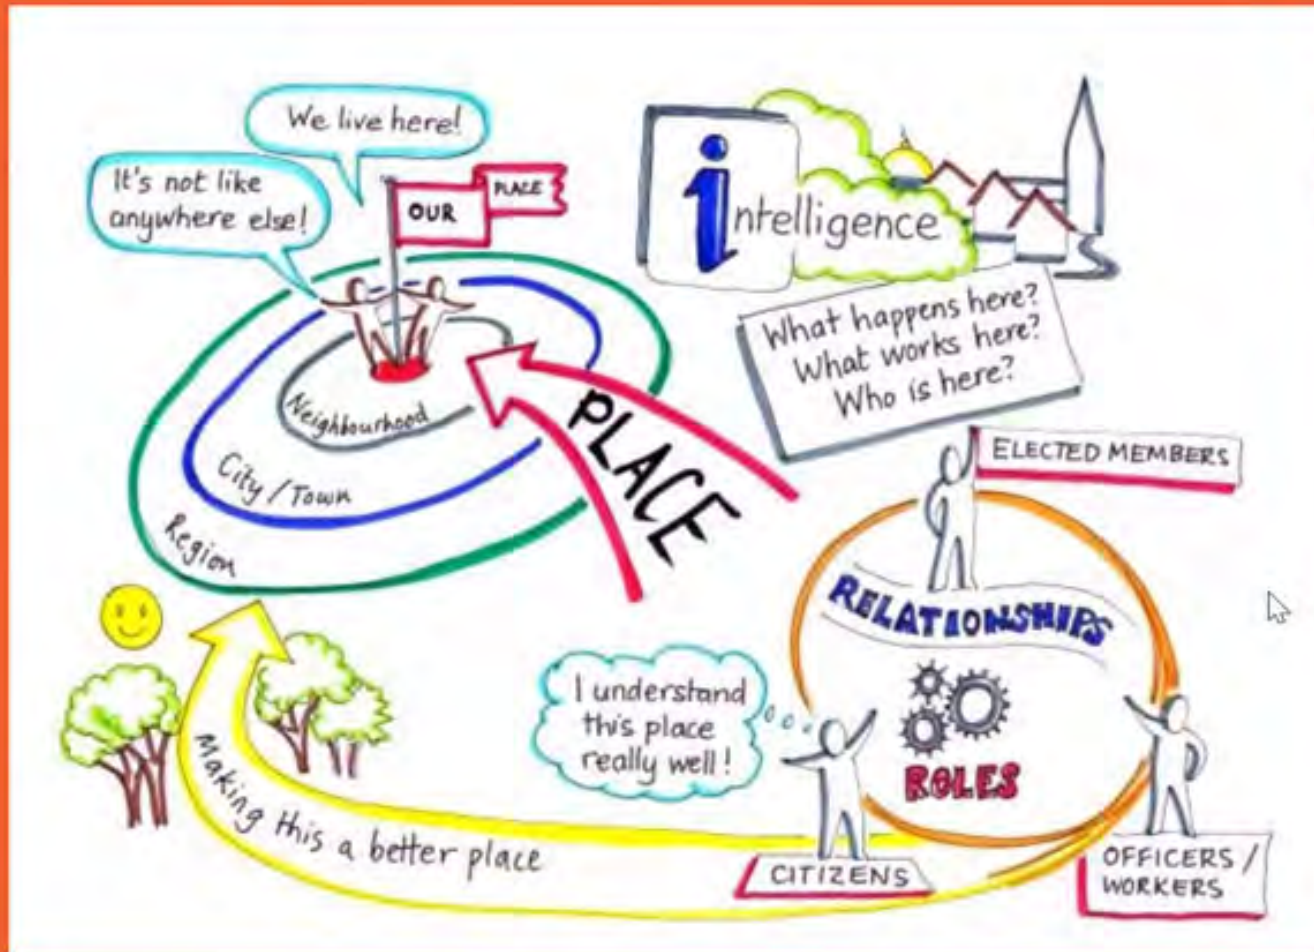 We live here!
It's not like
anywhere else!
OUR
PLACE
Neighbourhood
City/Town
Region
PLACE
intelligence
What happens here?
What works here?
Who is here?
ELECTED MEMBERS
RELATIONSHIPS
ROLES
I understand
this place
really well!
CITIZENS
OFFICERS/
WORKERS
Making this a better place